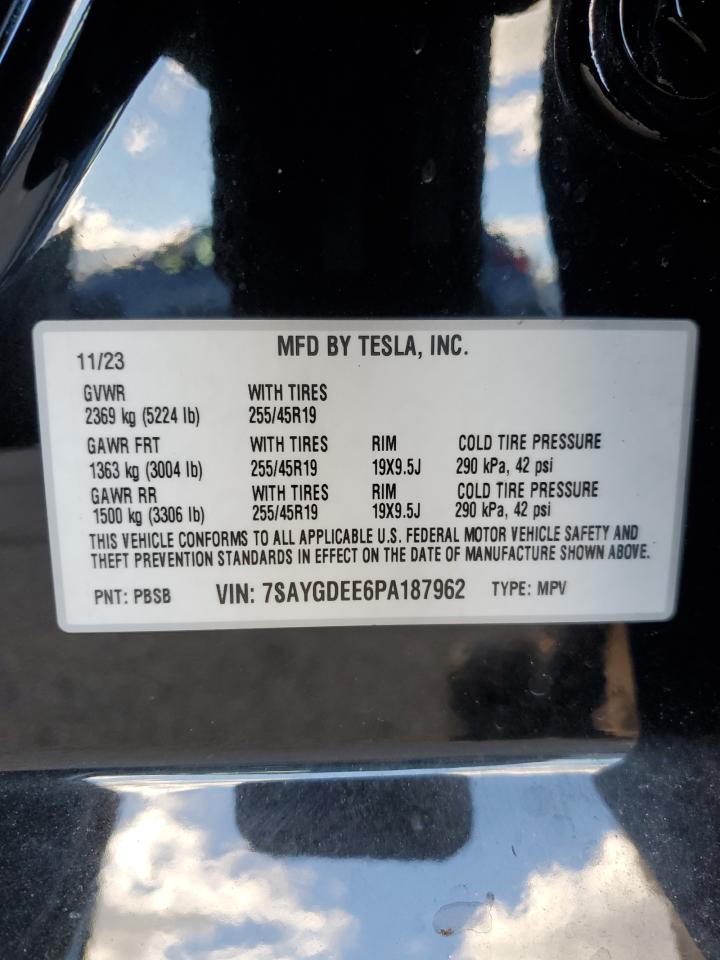 MFD BY TESLA, INC.
11/23
GVWR WITH TIRES
2369 kg (5224 lb) 255/45R19
GAWR FRT WITH TIRES RIM COLD TIRE PRESSURE
1363 kg (3004 lb) 255/45R19 19X9.5J 290 kPa, 42 psi
GAWR RR WITH TIRES RIM COLD TIRE PRESSURE
1500 kg (3306 lb) 255/45R19 19X9.5J 290 kPa, 42 psi
THIS VEHICLE CONFORMS TO ALL APPLICABLE U.S. FEDERAL MOTOR VEHICLE SAFETY AND
THEFT PREVENTION STANDARDS IN EFFECT ON THE DATE OF MANUFACTURE SHOWN ABOVE.
PNT: PBSB VIN: 7SAYGDEE6PA187962 TYPE: MPV